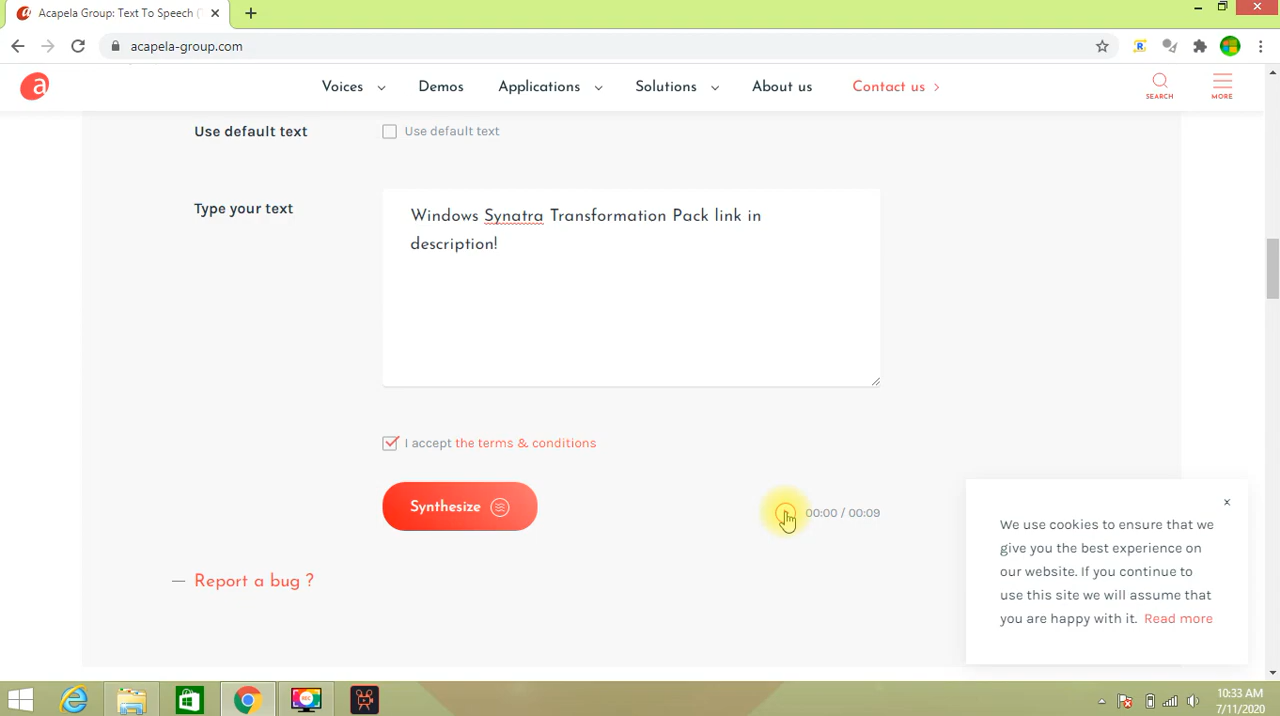 Acapela Group: Text To Speech (
acapela-group.com
R
a
Voices
Demos
Applications
Solutions
About us
Contact us
SEARCH
MORE
Use default text
Use default text
Type your text
Windows Synatra Transformation Pack link in
description!
I accept the terms & conditions
Synthesize
00:00 / 00:09
Report a bug ?
We use cookies to ensure that we
give you the best experience on
our website. If you continue to
use this site we will assume that
you are happy with it. Read more
10:33 AM
7/11/2020